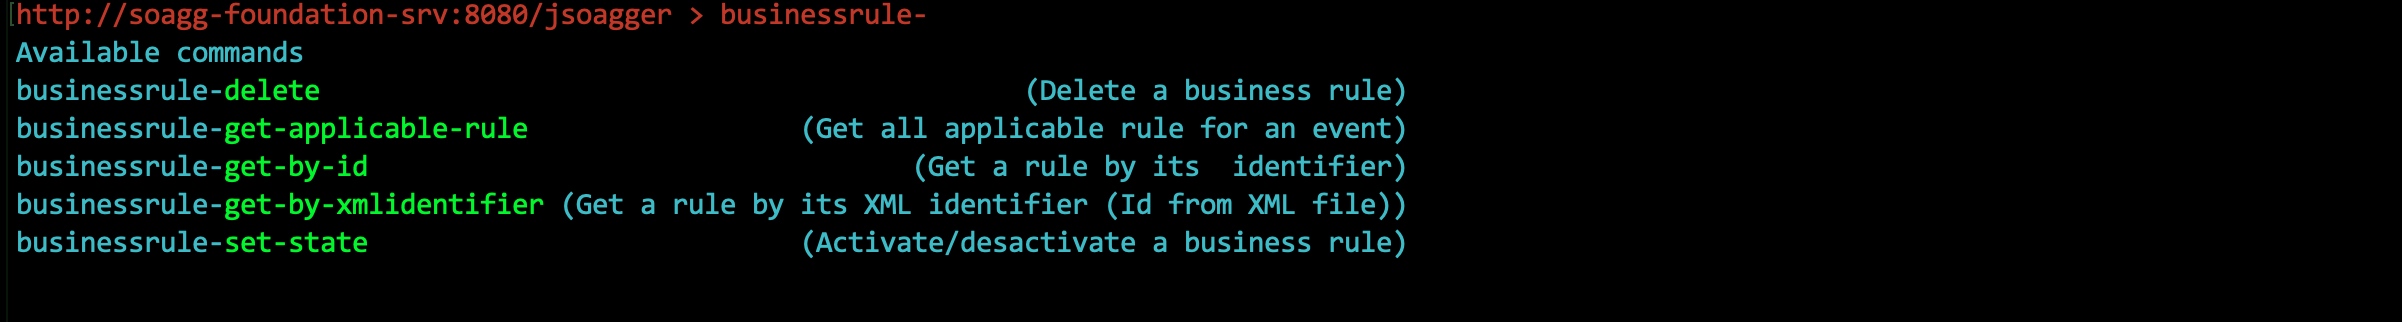 http://soagg-foundation-srv:8080/jsoagger > businessrule-
Available commands
businessrule-delete (Delete a business rule)
businessrule-get-applicable-rule (Get all applicable rule for an event)
businessrule-get-by-id (Get a rule by its  identifier)
businessrule-get-by-xmlidentifier (Get a rule by its XML identifier (Id from XML file))
businessrule-set-state (Activate/desactivate a business rule)